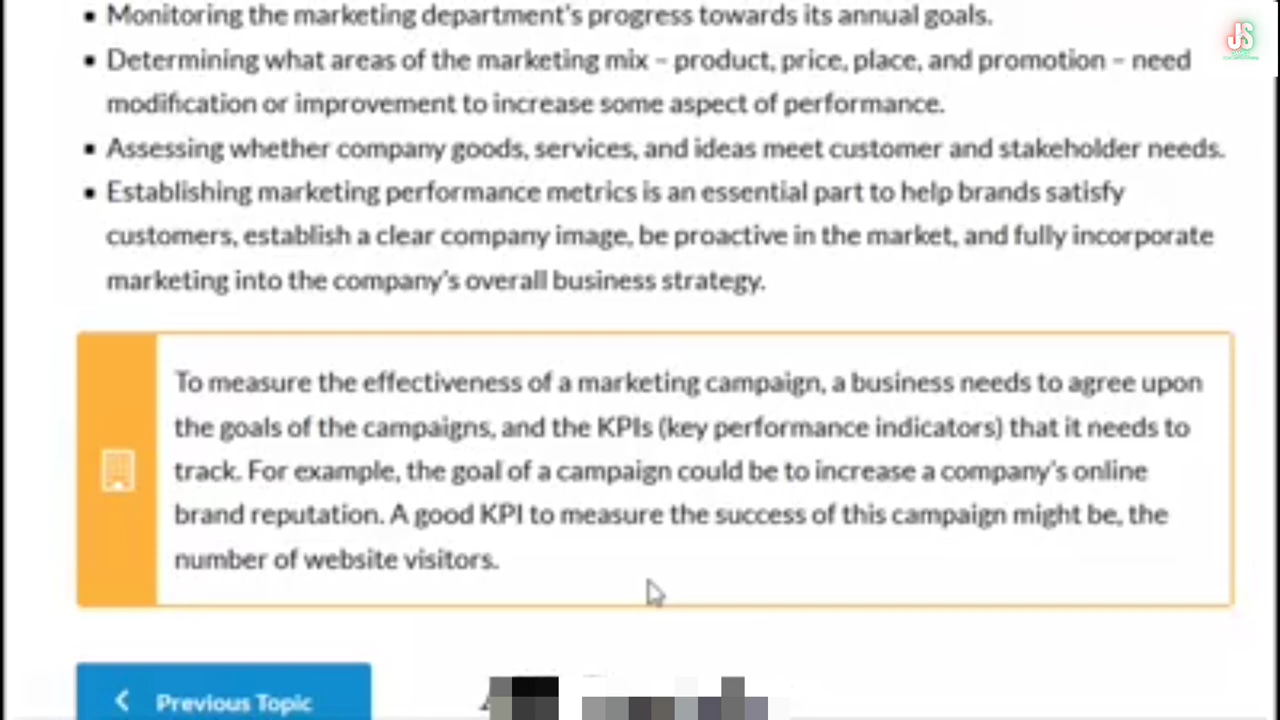 ▪ Monitoring the marketing department's progress towards its annual goals.
▪ Determining what areas of the marketing mix – product, price, place, and promotion – need
modification or improvement to increase some aspect of performance.
▪ Assessing whether company goods, services, and ideas meet customer and stakeholder needs.
▪ Establishing marketing performance metrics is an essential part to help brands satisfy
customers, establish a clear company image, be proactive in the market, and fully incorporate
marketing into the company's overall business strategy.
To measure the effectiveness of a marketing campaign, a business needs to agree upon
the goals of the campaigns, and the KPIs (key performance indicators) that it needs to
track. For example, the goal of a campaign could be to increase a company's online
brand reputation. A good KPI to measure the success of this campaign might be, the
number of website visitors.
Previous Topic
JS